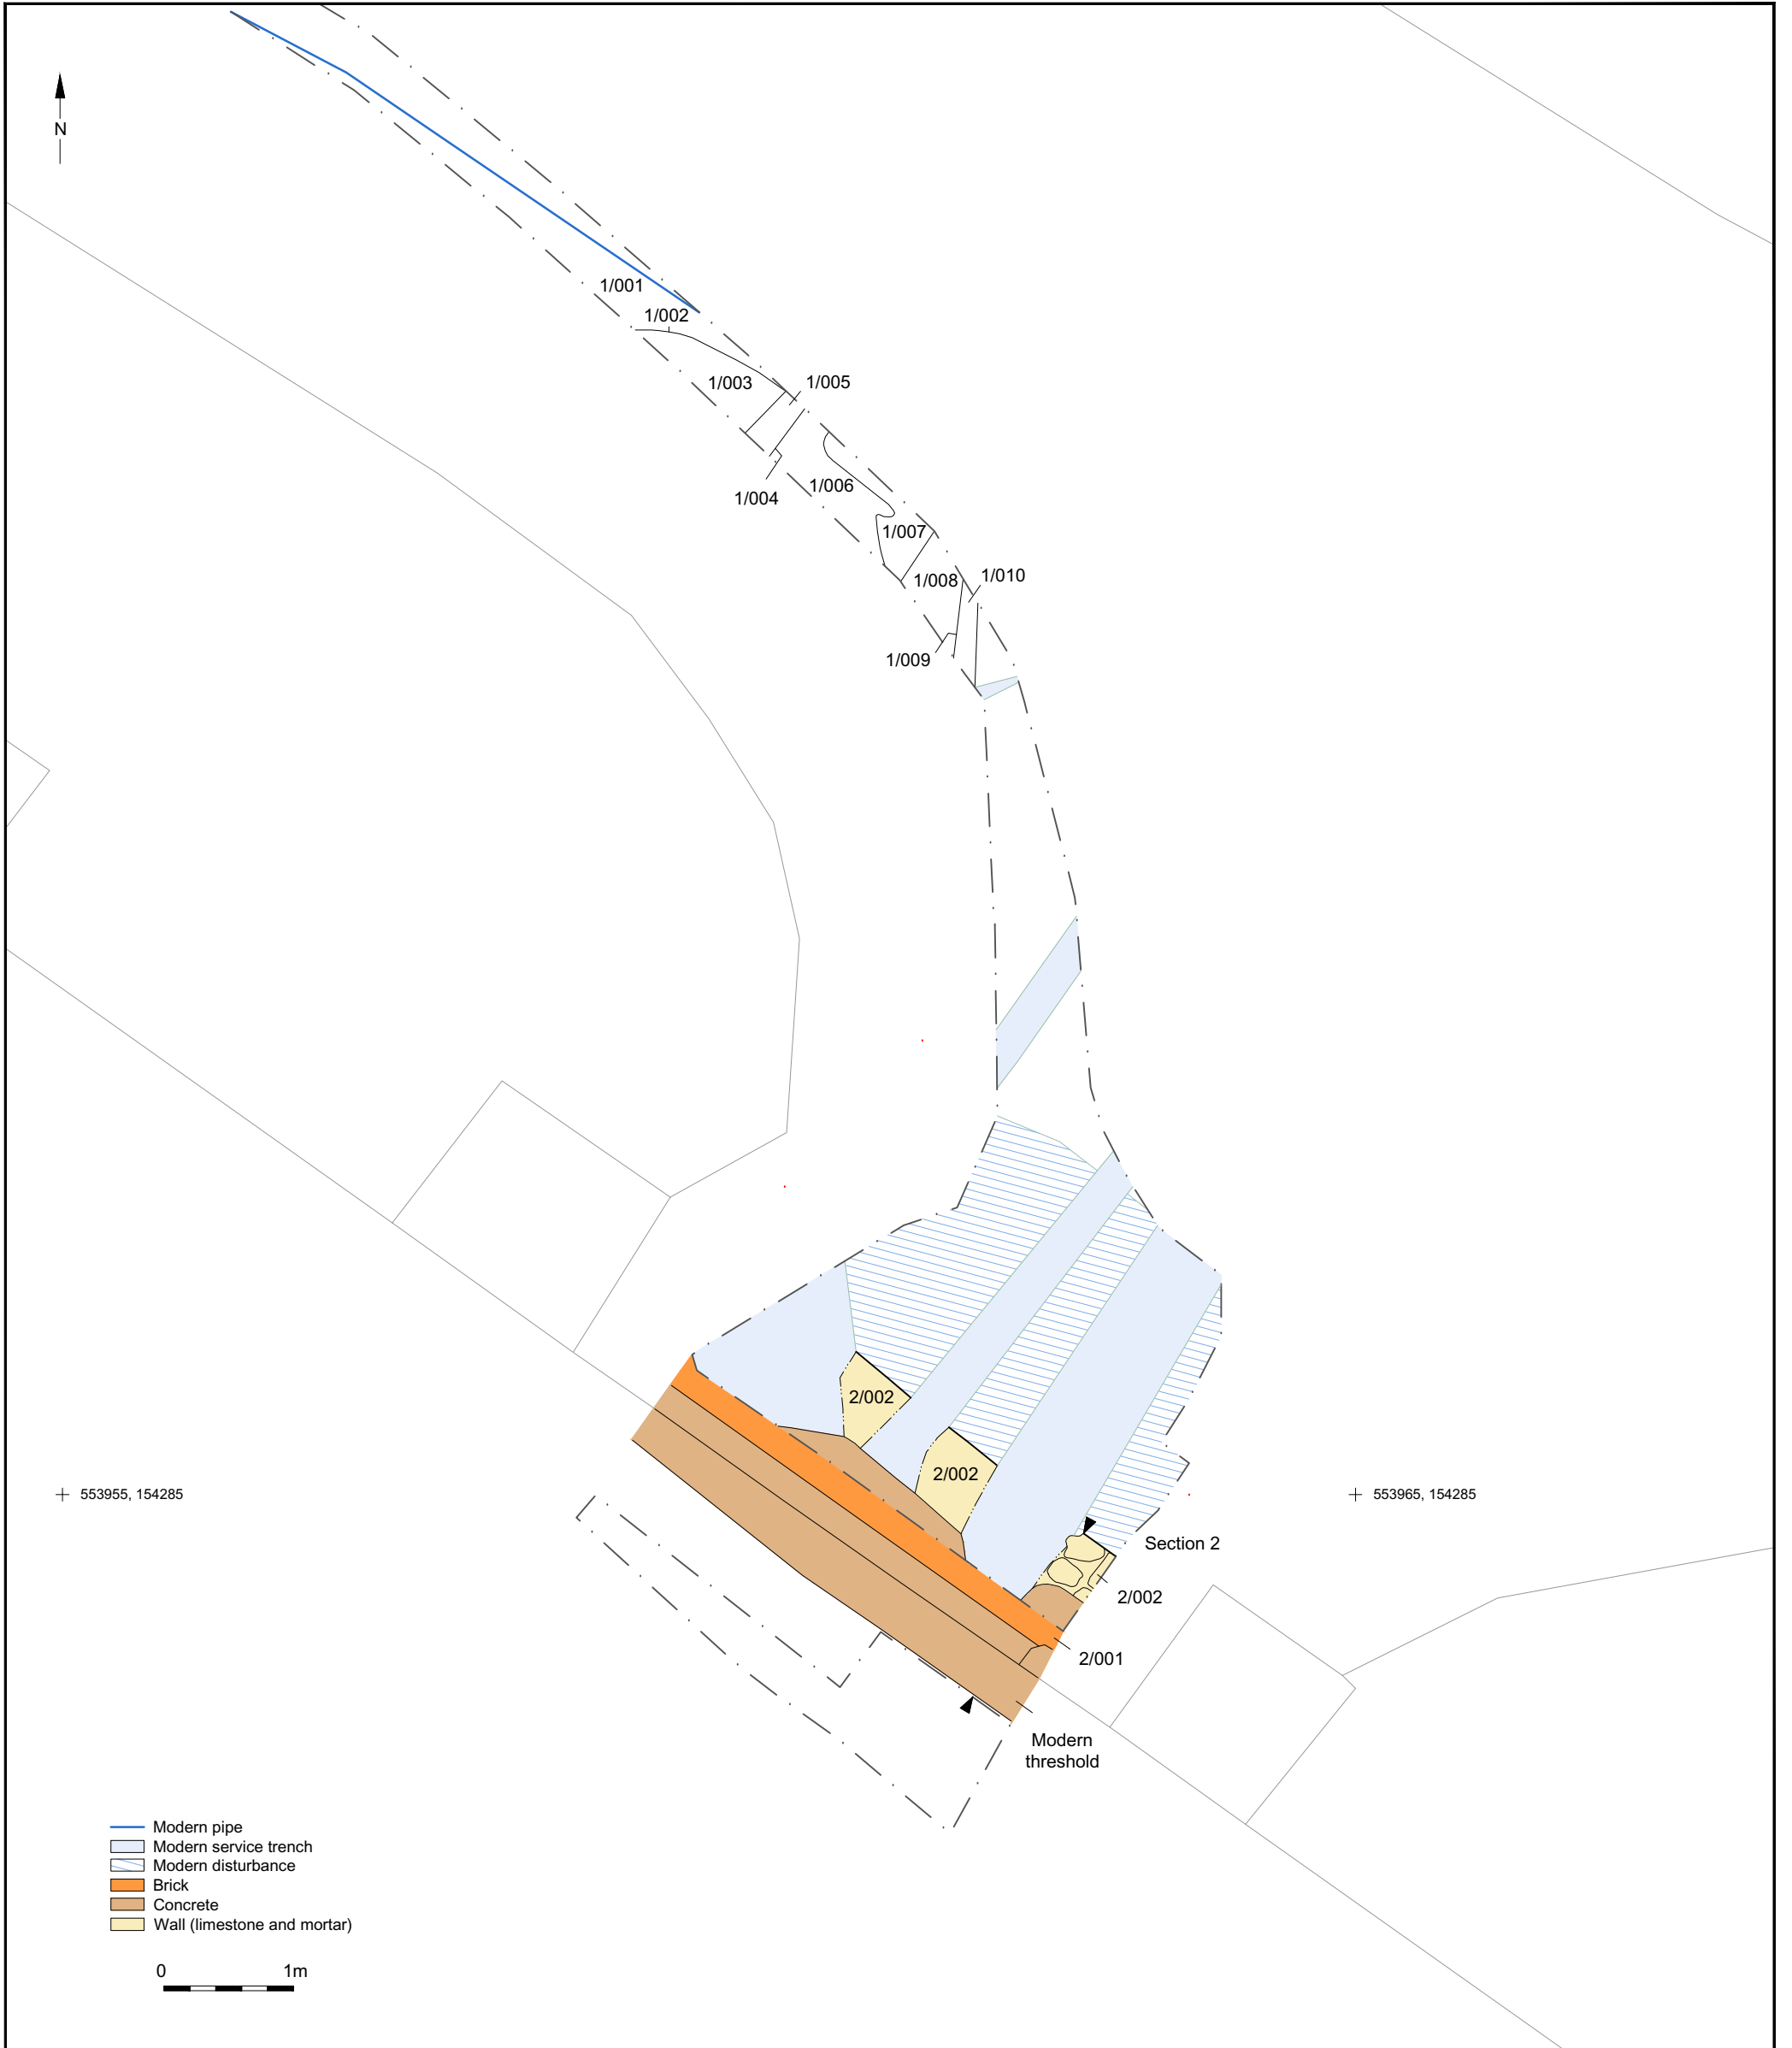 N
1/001
1/002
1/003
1/005
1/004
1/006
1/007
1/008
1/010
1/009
2/002
2/002
553955, 154285
553965, 154285
Section 2
2/002
2/001
Modern
threshold
Modern pipe
Modern service trench
Modern disturbance
Brick
Concrete
Wall (limestone and mortar)
0 1m